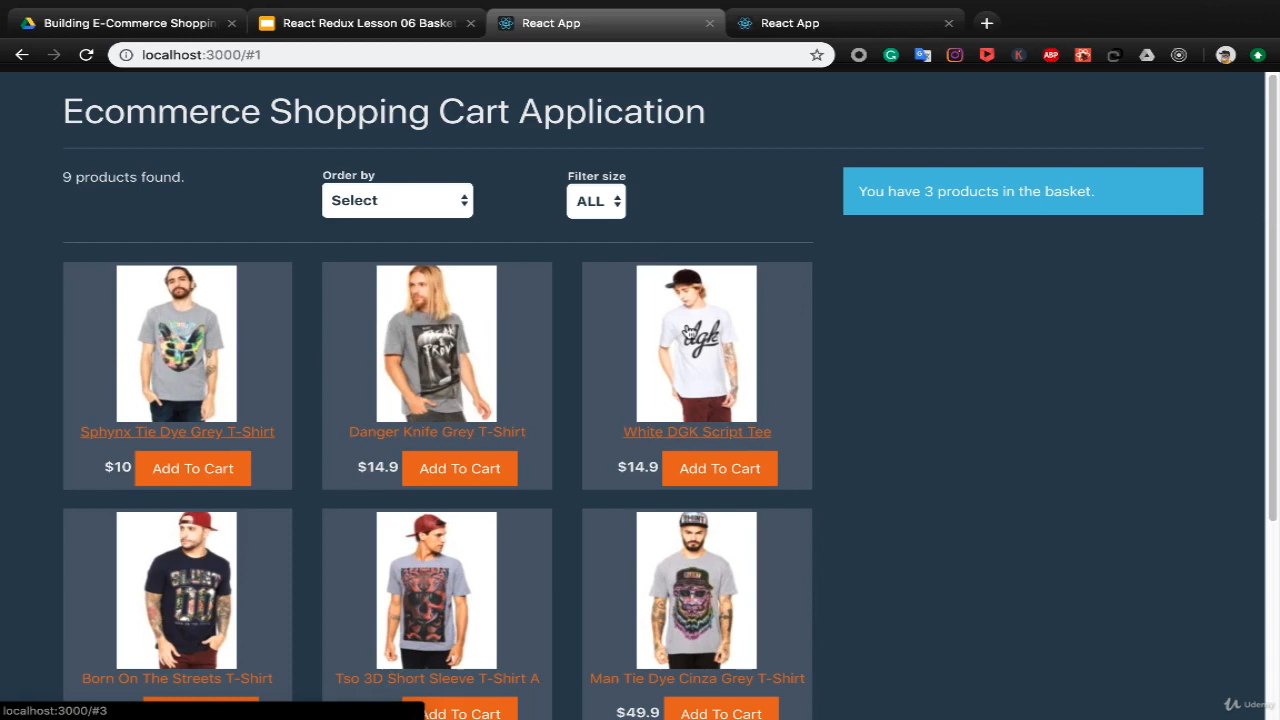 Building E-Commerce Shoppin
React Redux Lesson 06 Basket
React App
React App
localhost:3000/#1
ABP
Ecommerce Shopping Cart Application
9 products found.
Order by
Select
Filter size
ALL
You have 3 products in the basket.
dgk
Sphynx Tie Dye Grey T-Shirt
Danger Knife Grey T-Shirt
White DGK Script Tee
$10 Add To Cart
$14.9 Add To Cart
$14.9 Add To Cart
Born On The Streets T-Shirt
Tso 3D Short Sleeve T-Shirt A
Man Tie Dye Cinza Grey T-Shirt
Add To Cart
$49.9 Add To Cart
localhost:3000/#3
Udemy